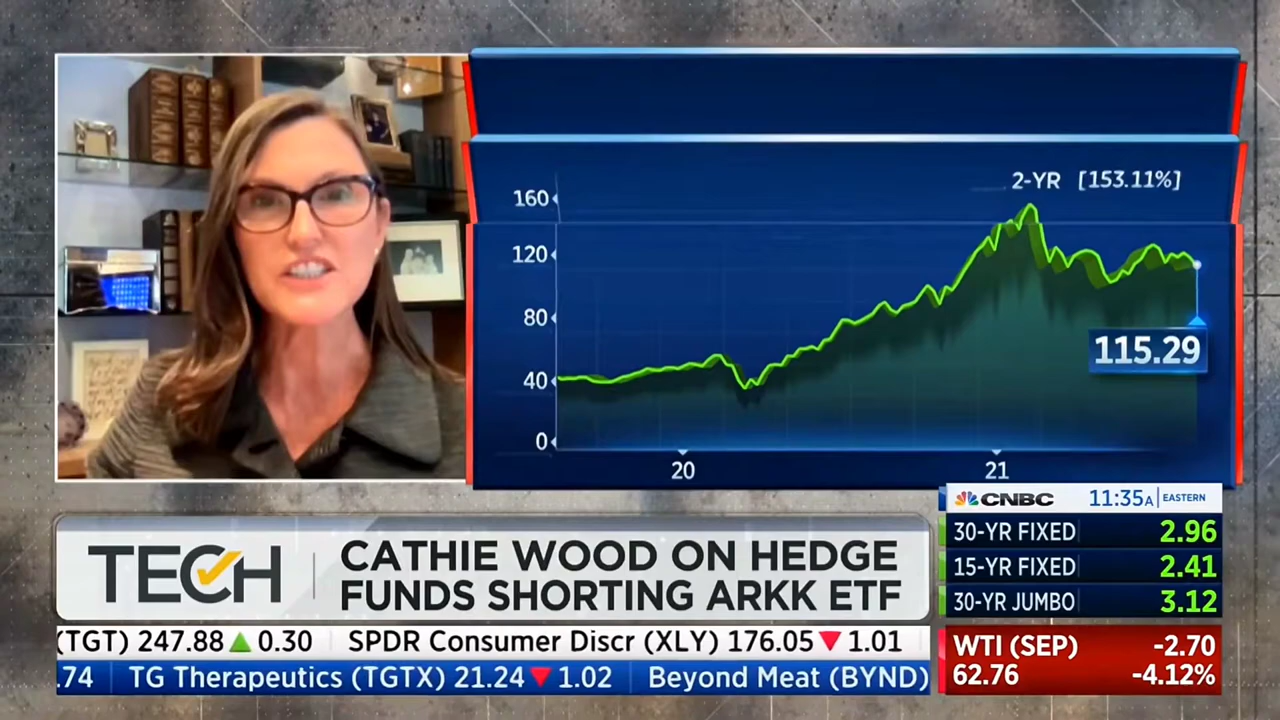 2-YR [153.11%]
160
120
80
40
0
115.29
20 21
TECH
CATHIE WOOD ON HEDGE
FUNDS SHORTING ARKK ETF
CNBC 11:35A EASTERN
30-YR FIXED 2.96
15-YR FIXED 2.41
30-YR JUMBO 3.12
(TGT) 247.88 ▲ 0.30 SPDR Consumer Discr (XLY) 176.05 ▼ 1.01
.74 TG Therapeutics (TGTX) 21.24 ▼ 1.02 Beyond Meat (BYND)
WTI (SEP) -2.70
62.76 -4.12%